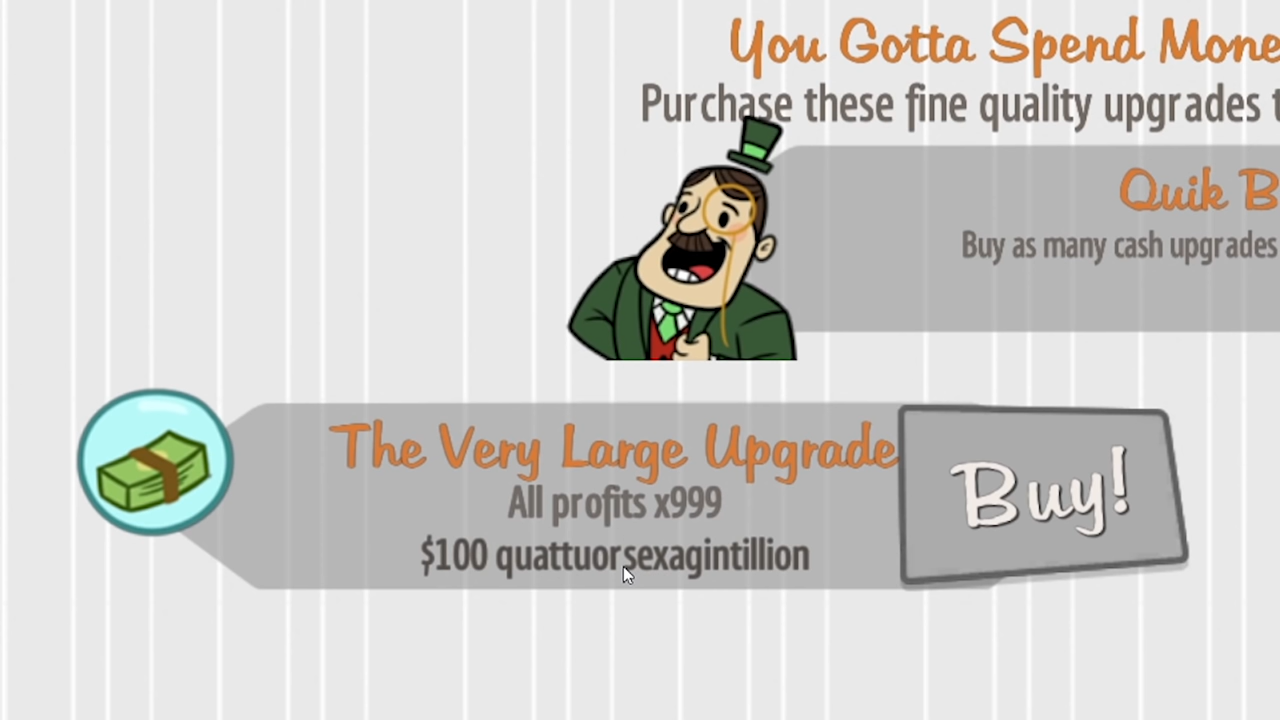 You Gotta Spend Mone
Purchase these fine quality upgrades t
Quik B
Buy as many cash upgrades
The Very Large Upgrade
All profits x999
$100 quattuorsexagintillion
Buy!